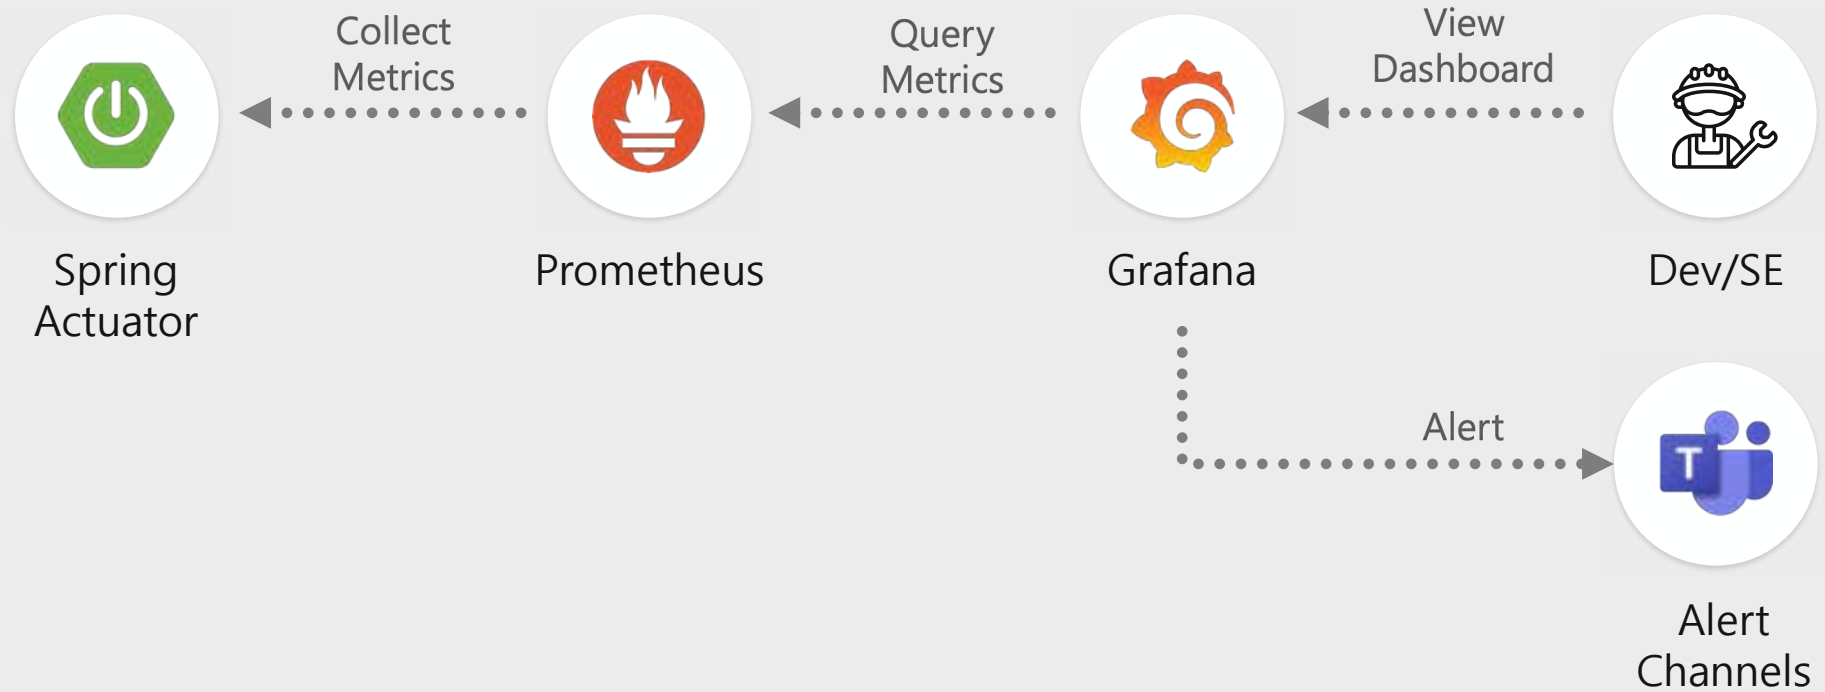 Collect
Metrics
Query
Metrics
View
Dashboard
Spring
Actuator
Prometheus
Grafana
Dev/SE
Alert
T
Alert
Channels